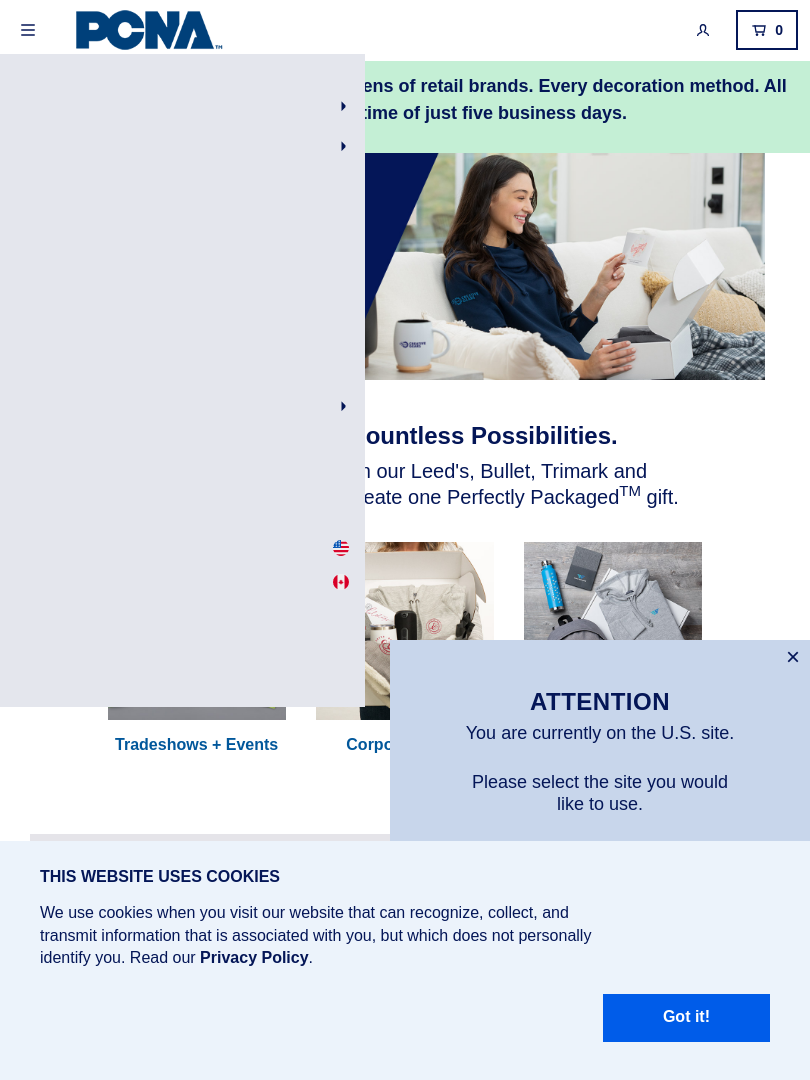 PCNA™
0
ens of retail brands. Every decoration method. All
time of just five business days.
ountless Possibilities.
n our Leed's, Bullet, Trimark and
eate one Perfectly Packaged™ gift.
Tradeshows + Events
Corpo
×
ATTENTION
You are currently on the U.S. site.
Please select the site you would
like to use.
THIS WEBSITE USES COOKIES
We use cookies when you visit our website that can recognize, collect, and
transmit information that is associated with you, but which does not personally
identify you. Read our Privacy Policy.
Got it!